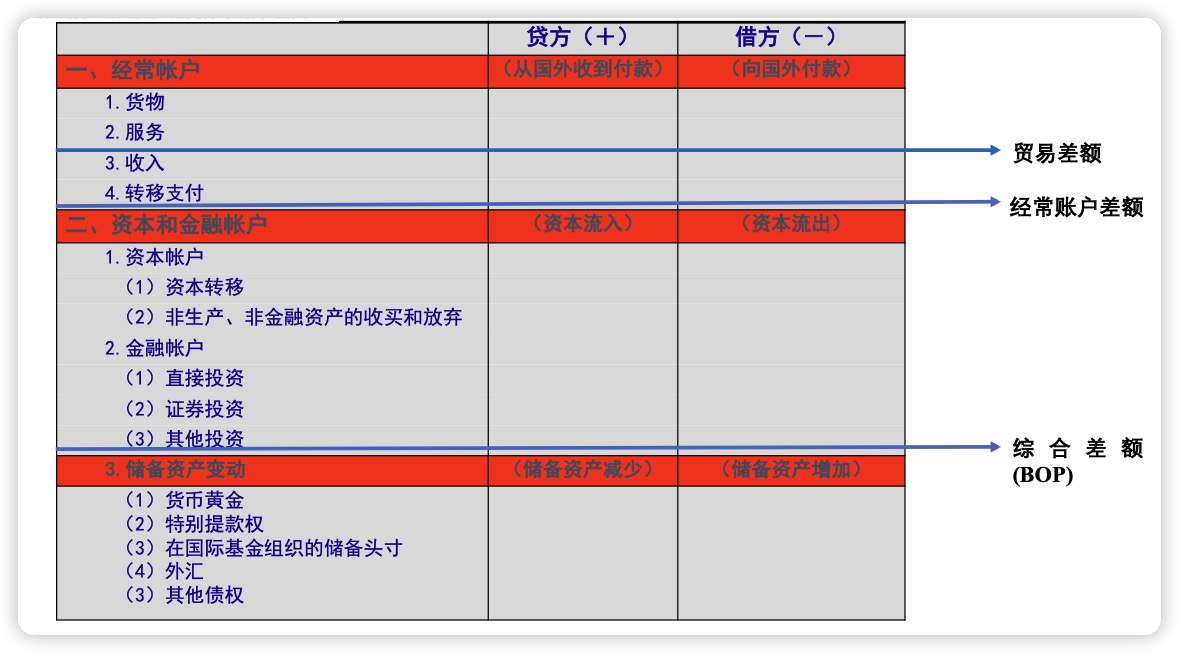 贷方（＋） 借方（－）
一、经常帐户 （从国外收到付款） （向国外付款）
1.货物
2.服务
贸易差额
3.收入
4.转移支付
经常账户差额
二、资本和金融帐户 （资本流入） （资本流出）
1.资本帐户
（1）资本转移
（2）非生产、非金融资产的收买和放弃
2.金融帐户
（1）直接投资
（2）证券投资
（3）其他投资
综合差额
(BOP)
3.储备资产变动 （储备资产减少） （储备资产增加）
（1）货币黄金
（2）特别提款权
（3）在国际基金组织的储备头寸
（4）外汇
（3）其他债权